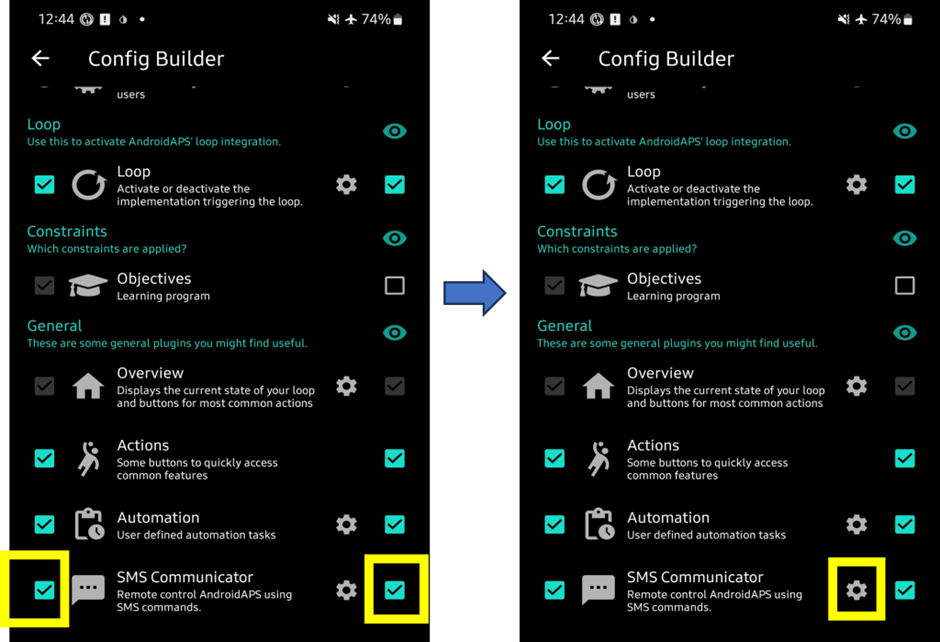 12:44
74%
Config Builder
users
Loop
Use this to activate AndroidAPS' loop integration.
Loop
Activate or deactivate the
implementation triggering the loop.
Constraints
Which constraints are applied?
Objectives
Learning program
General
These are some general plugins you might find useful.
Overview
Displays the current state of your loop
and buttons for most common actions
Actions
Some buttons to quickly access
common features
Automation
User defined automation tasks
SMS Communicator
Remote control AndroidAPS using
SMS commands.
12:44
74%
Config Builder
users
Loop
Use this to activate AndroidAPS' loop integration.
Loop
Activate or deactivate the
implementation triggering the loop.
Constraints
Which constraints are applied?
Objectives
Learning program
General
These are some general plugins you might find useful.
Overview
Displays the current state of your loop
and buttons for most common actions
Actions
Some buttons to quickly access
common features
Automation
User defined automation tasks
SMS Communicator
Remote control AndroidAPS using
SMS commands.